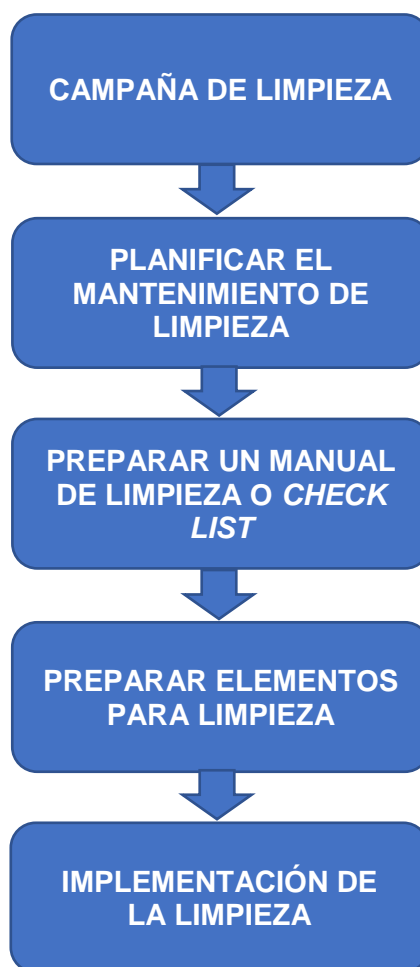 CAMPAÑA DE LIMPIEZA
PLANIFICAR EL
MANTENIMIENTO DE
LIMPIEZA
PREPARAR UN MANUAL
DE LIMPIEZA O CHECK
LIST
PREPARAR ELEMENTOS
PARA LIMPIEZA
IMPLEMENTACIÓN DE
LA LIMPIEZA